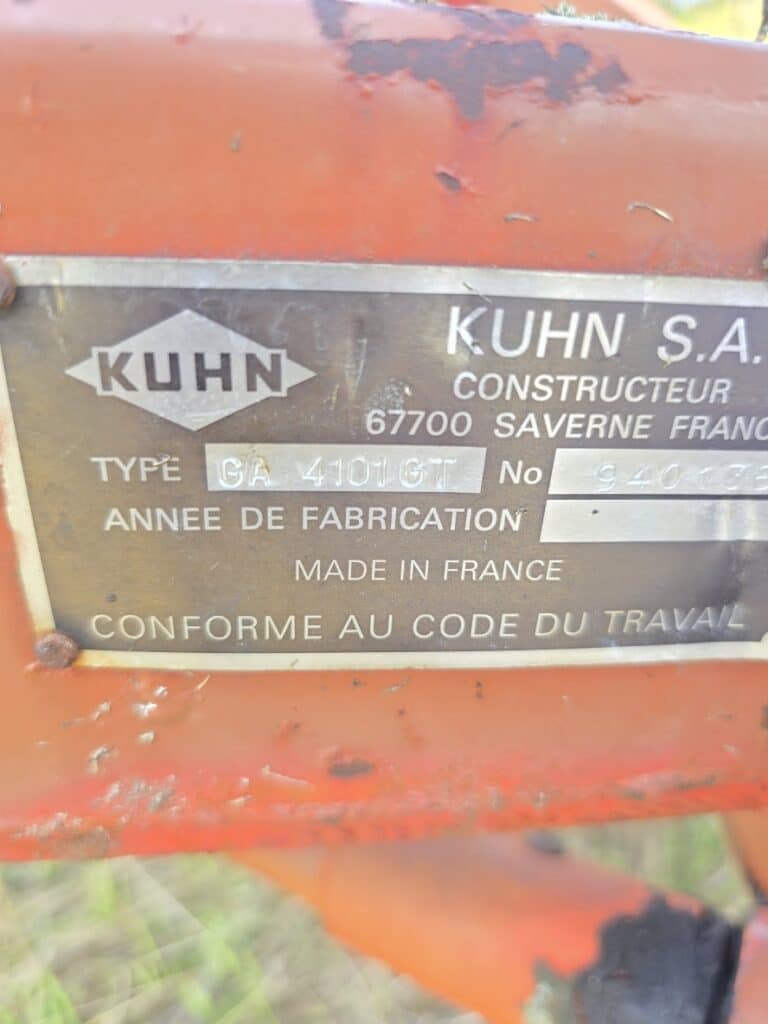 KUHN
KUHN S.A.
CONSTRUCTEUR
67700 SAVERNE FRANC
TYPE GA 4101GT No
ANNEE DE FABRICATION
MADE IN FRANCE
CONFORME AU CODE DU TRAVAIL